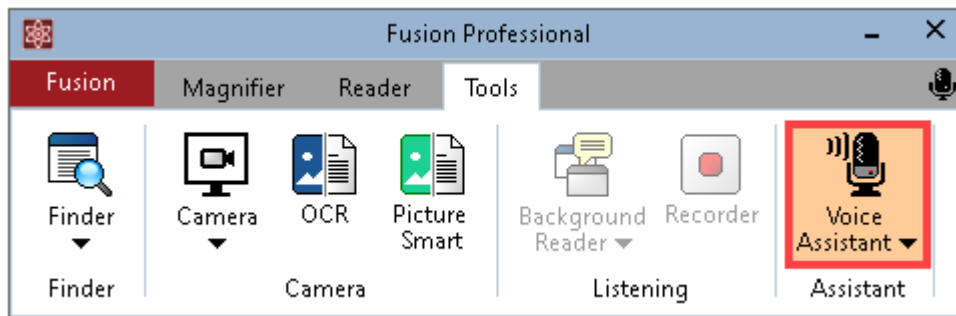 Fusion Professional
Fusion Magnifier Reader Tools
Finder
Camera
OCR
Picture
Smart
Background
Reader
Recorder
Voice
Assistant
Finder Camera Listening Assistant